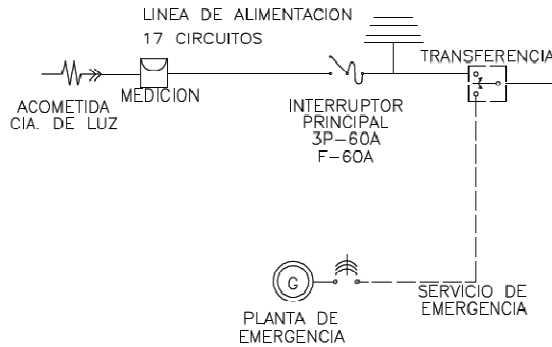 LINEA DE ALIMENTACION
17 CIRCUITOS
TRANSFERENCIA
MEDICION
ACOMETIDA
CIA. DE LUZ
INTERRUPTOR
PRINCIPAL
3P-60A
F-60A
G
PLANTA DE
EMERGENCIA
SERVICIO DE
EMERGENCIA